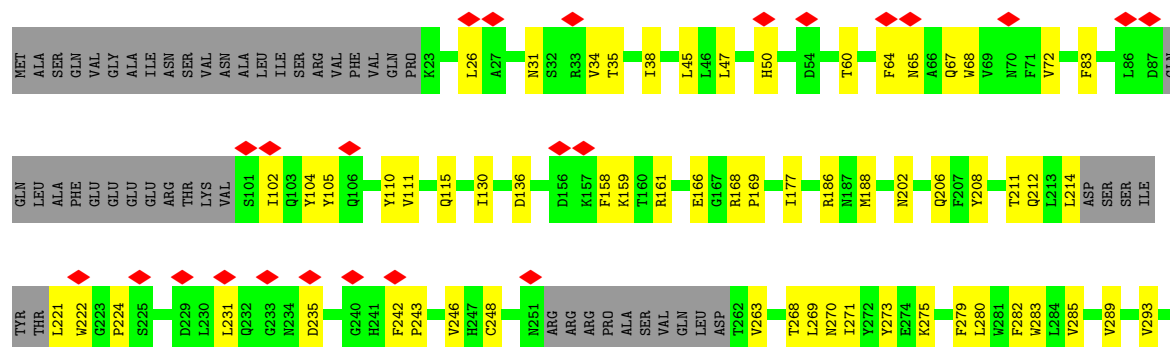 MET ALA SER GLN VAL GLY ALA ILE ASN SER VAL ASN ALA LEU ILE SER ARG VAL PHE VAL GLN PRO K23 L26 A27 N31 S32 R33 V34 T35 I38 L45 L46 L47 H50 D54 T60 F64 N65 A66 Q67 W68 V69 N70 F71 V72 F83 L86 D87 GLN
GLN LEU ALA PHE GLU GLU GLU GLU ARG THR LYS VAL S101 I102 Q103 Y104 Y105 Q106 Y110 V111 Q115 I130 D136 D156 K157 F158 K159 T160 R161 E166 G167 R168 P169 I177 R186 N187 M188 N202 Q206 F207 Y208 T211 Q212 L213 L214 ASP SER SER ILE
TYR THR L221 W222 G223 P224 S225 D229 L230 L231 Q232 G233 N234 D235 G240 H241 F242 P243 V246 H247 C248 N251 ARG ARG ARG PRO ALA SER VAL GLN LEU ASP T262 V263 T268 L269 N270 I271 Y272 Y273 E274 K275 F279 L280 W281 F282 W283 L284 V285 V289 V293